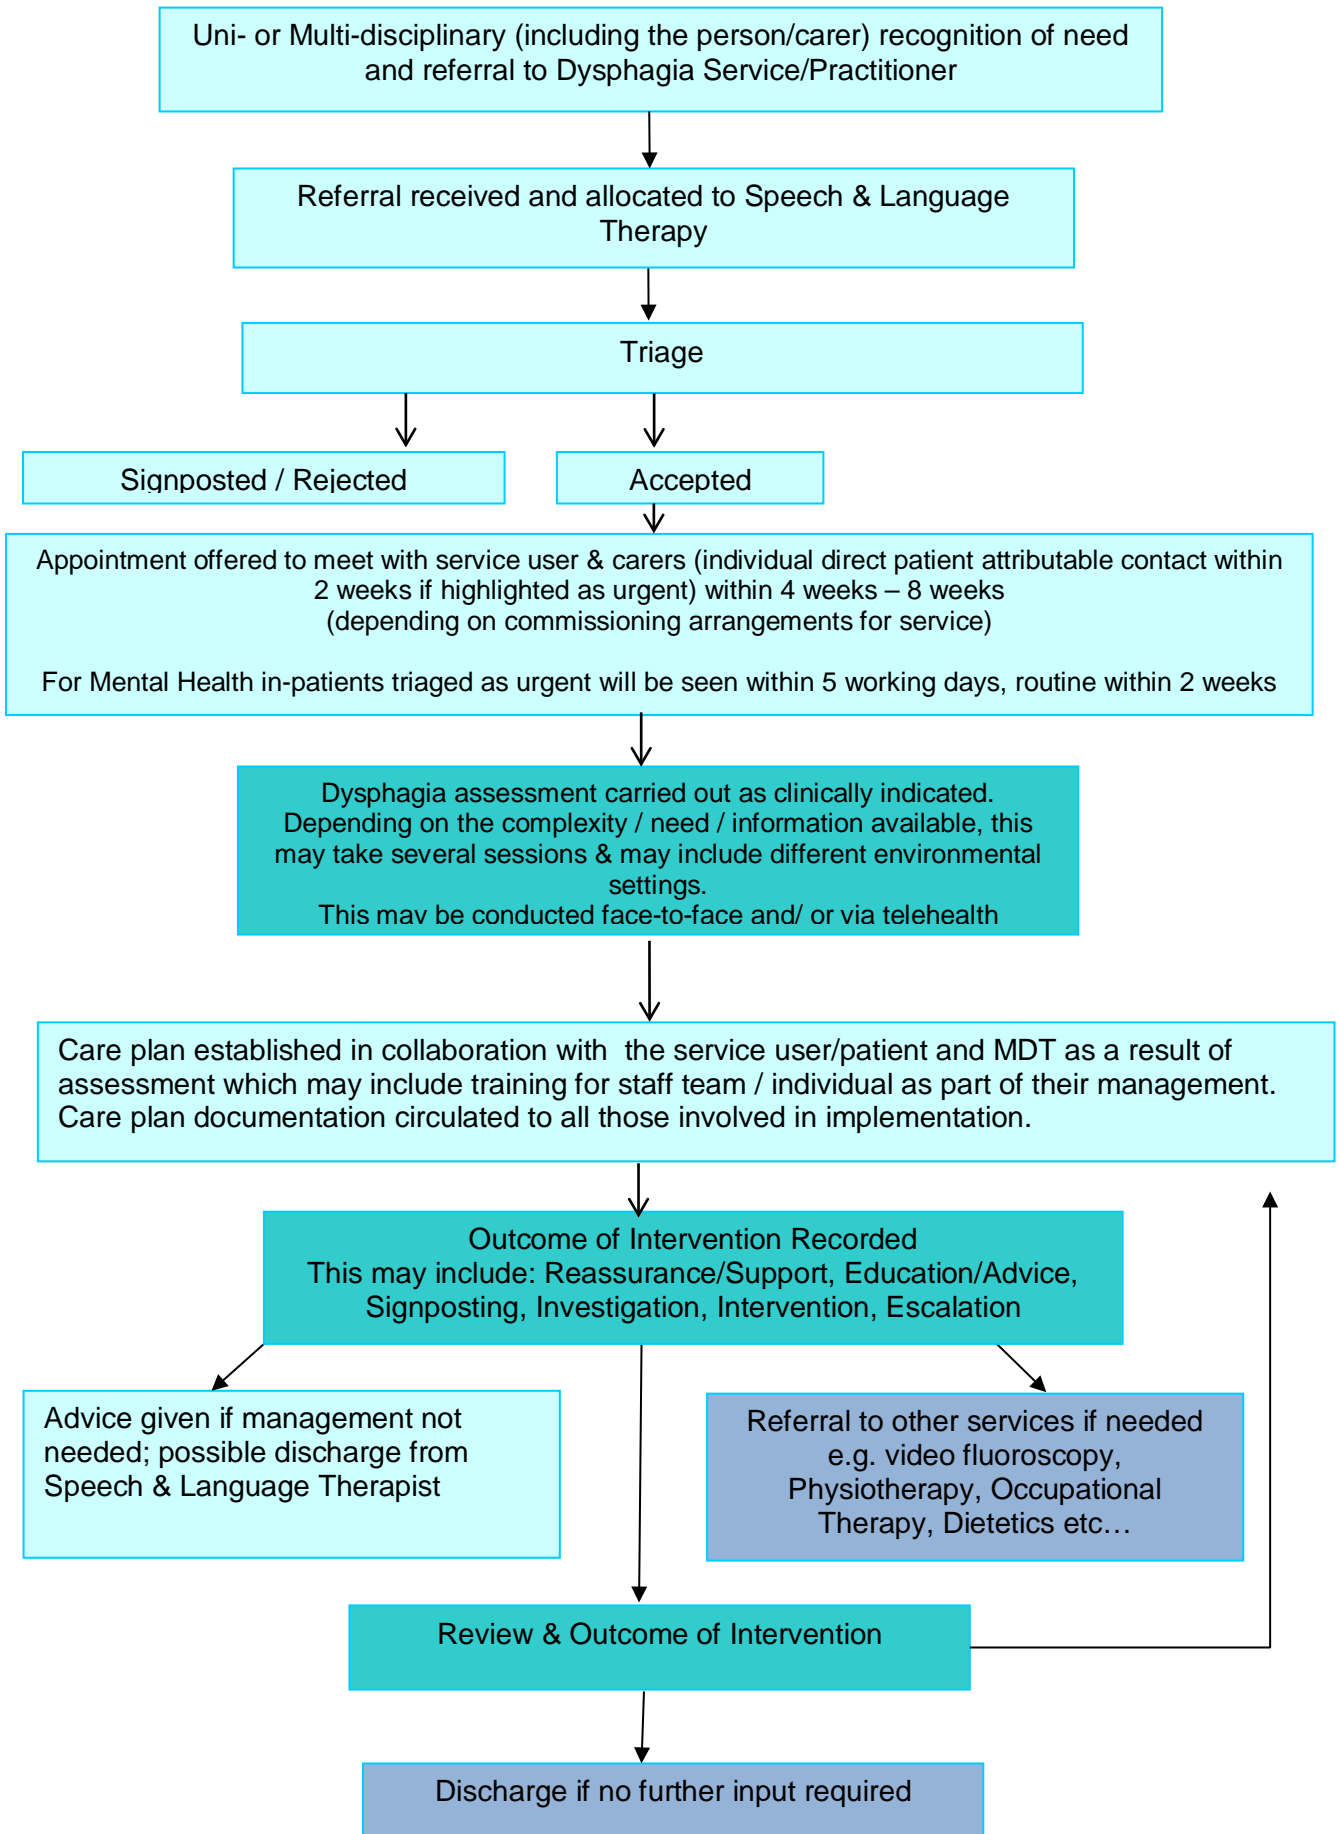 Uni- or Multi-disciplinary (including the person/carer) recognition of need
and referral to Dysphagia Service/Practitioner
Referral received and allocated to Speech & Language
Therapy
Triage
Signposted / Rejected
Accepted
Appointment offered to meet with service user & carers (individual direct patient attributable contact within
2 weeks if highlighted as urgent) within 4 weeks – 8 weeks
(depending on commissioning arrangements for service)
For Mental Health in-patients triaged as urgent will be seen within 5 working days, routine within 2 weeks
Dysphagia assessment carried out as clinically indicated.
Depending on the complexity / need / information available, this
may take several sessions & may include different environmental
settings.
This may be conducted face-to-face and/ or via telehealth
Care plan established in collaboration with  the service user/patient and MDT as a result of
assessment which may include training for staff team / individual as part of their management.
Care plan documentation circulated to all those involved in implementation.
Outcome of Intervention Recorded
This may include: Reassurance/Support, Education/Advice,
Signposting, Investigation, Intervention, Escalation
Advice given if management not
needed; possible discharge from
Speech & Language Therapist
Referral to other services if needed
e.g. video fluoroscopy,
Physiotherapy, Occupational
Therapy, Dietetics etc…
Review & Outcome of Intervention
Discharge if no further input required